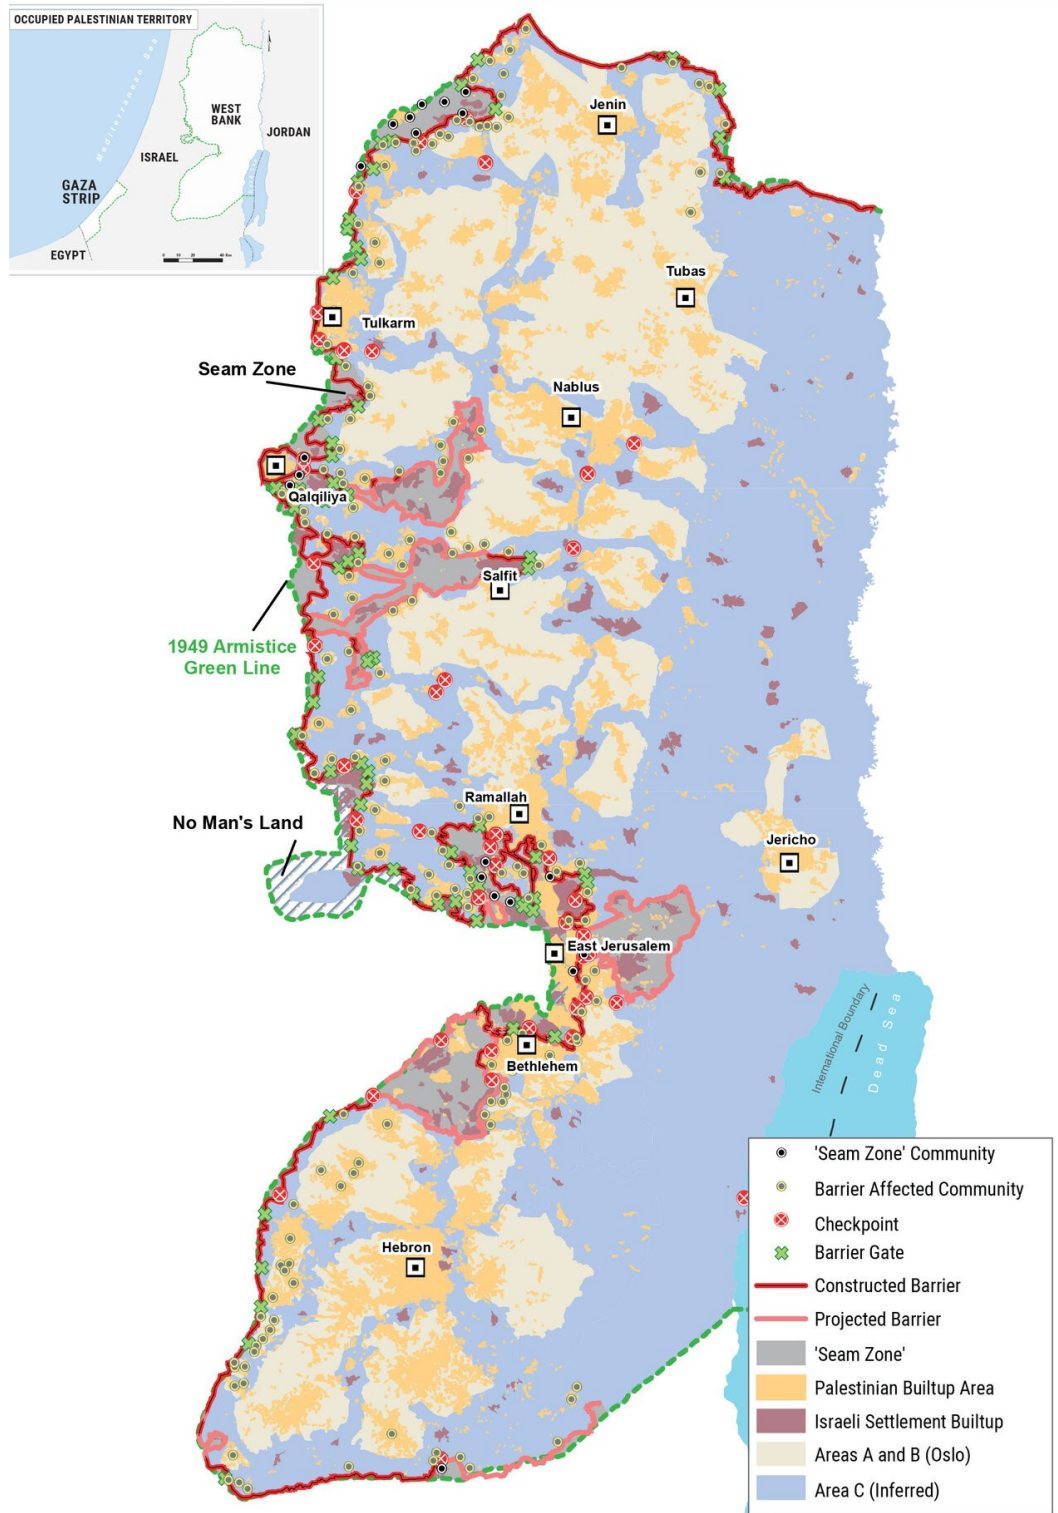 OCCUPIED PALESTINIAN TERRITORY
Mediterranean Sea
WEST
BANK
JORDAN
ISRAEL
GAZA
STRIP
EGYPT
Jenin
Tubas
Tulkarm
Seam Zone
Nablus
Qalqiliya
Salfit
1949 Armistice
Green Line
Ramallah
No Man's Land
Jericho
East Jerusalem
Bethlehem
International Boundary
Dead Sea
Hebron
'Seam Zone' Community
Barrier Affected Community
Checkpoint
Barrier Gate
Constructed Barrier
Projected Barrier
'Seam Zone'
Palestinian Builtup Area
Israeli Settlement Builtup
Areas A and B (Oslo)
Area C (Inferred)